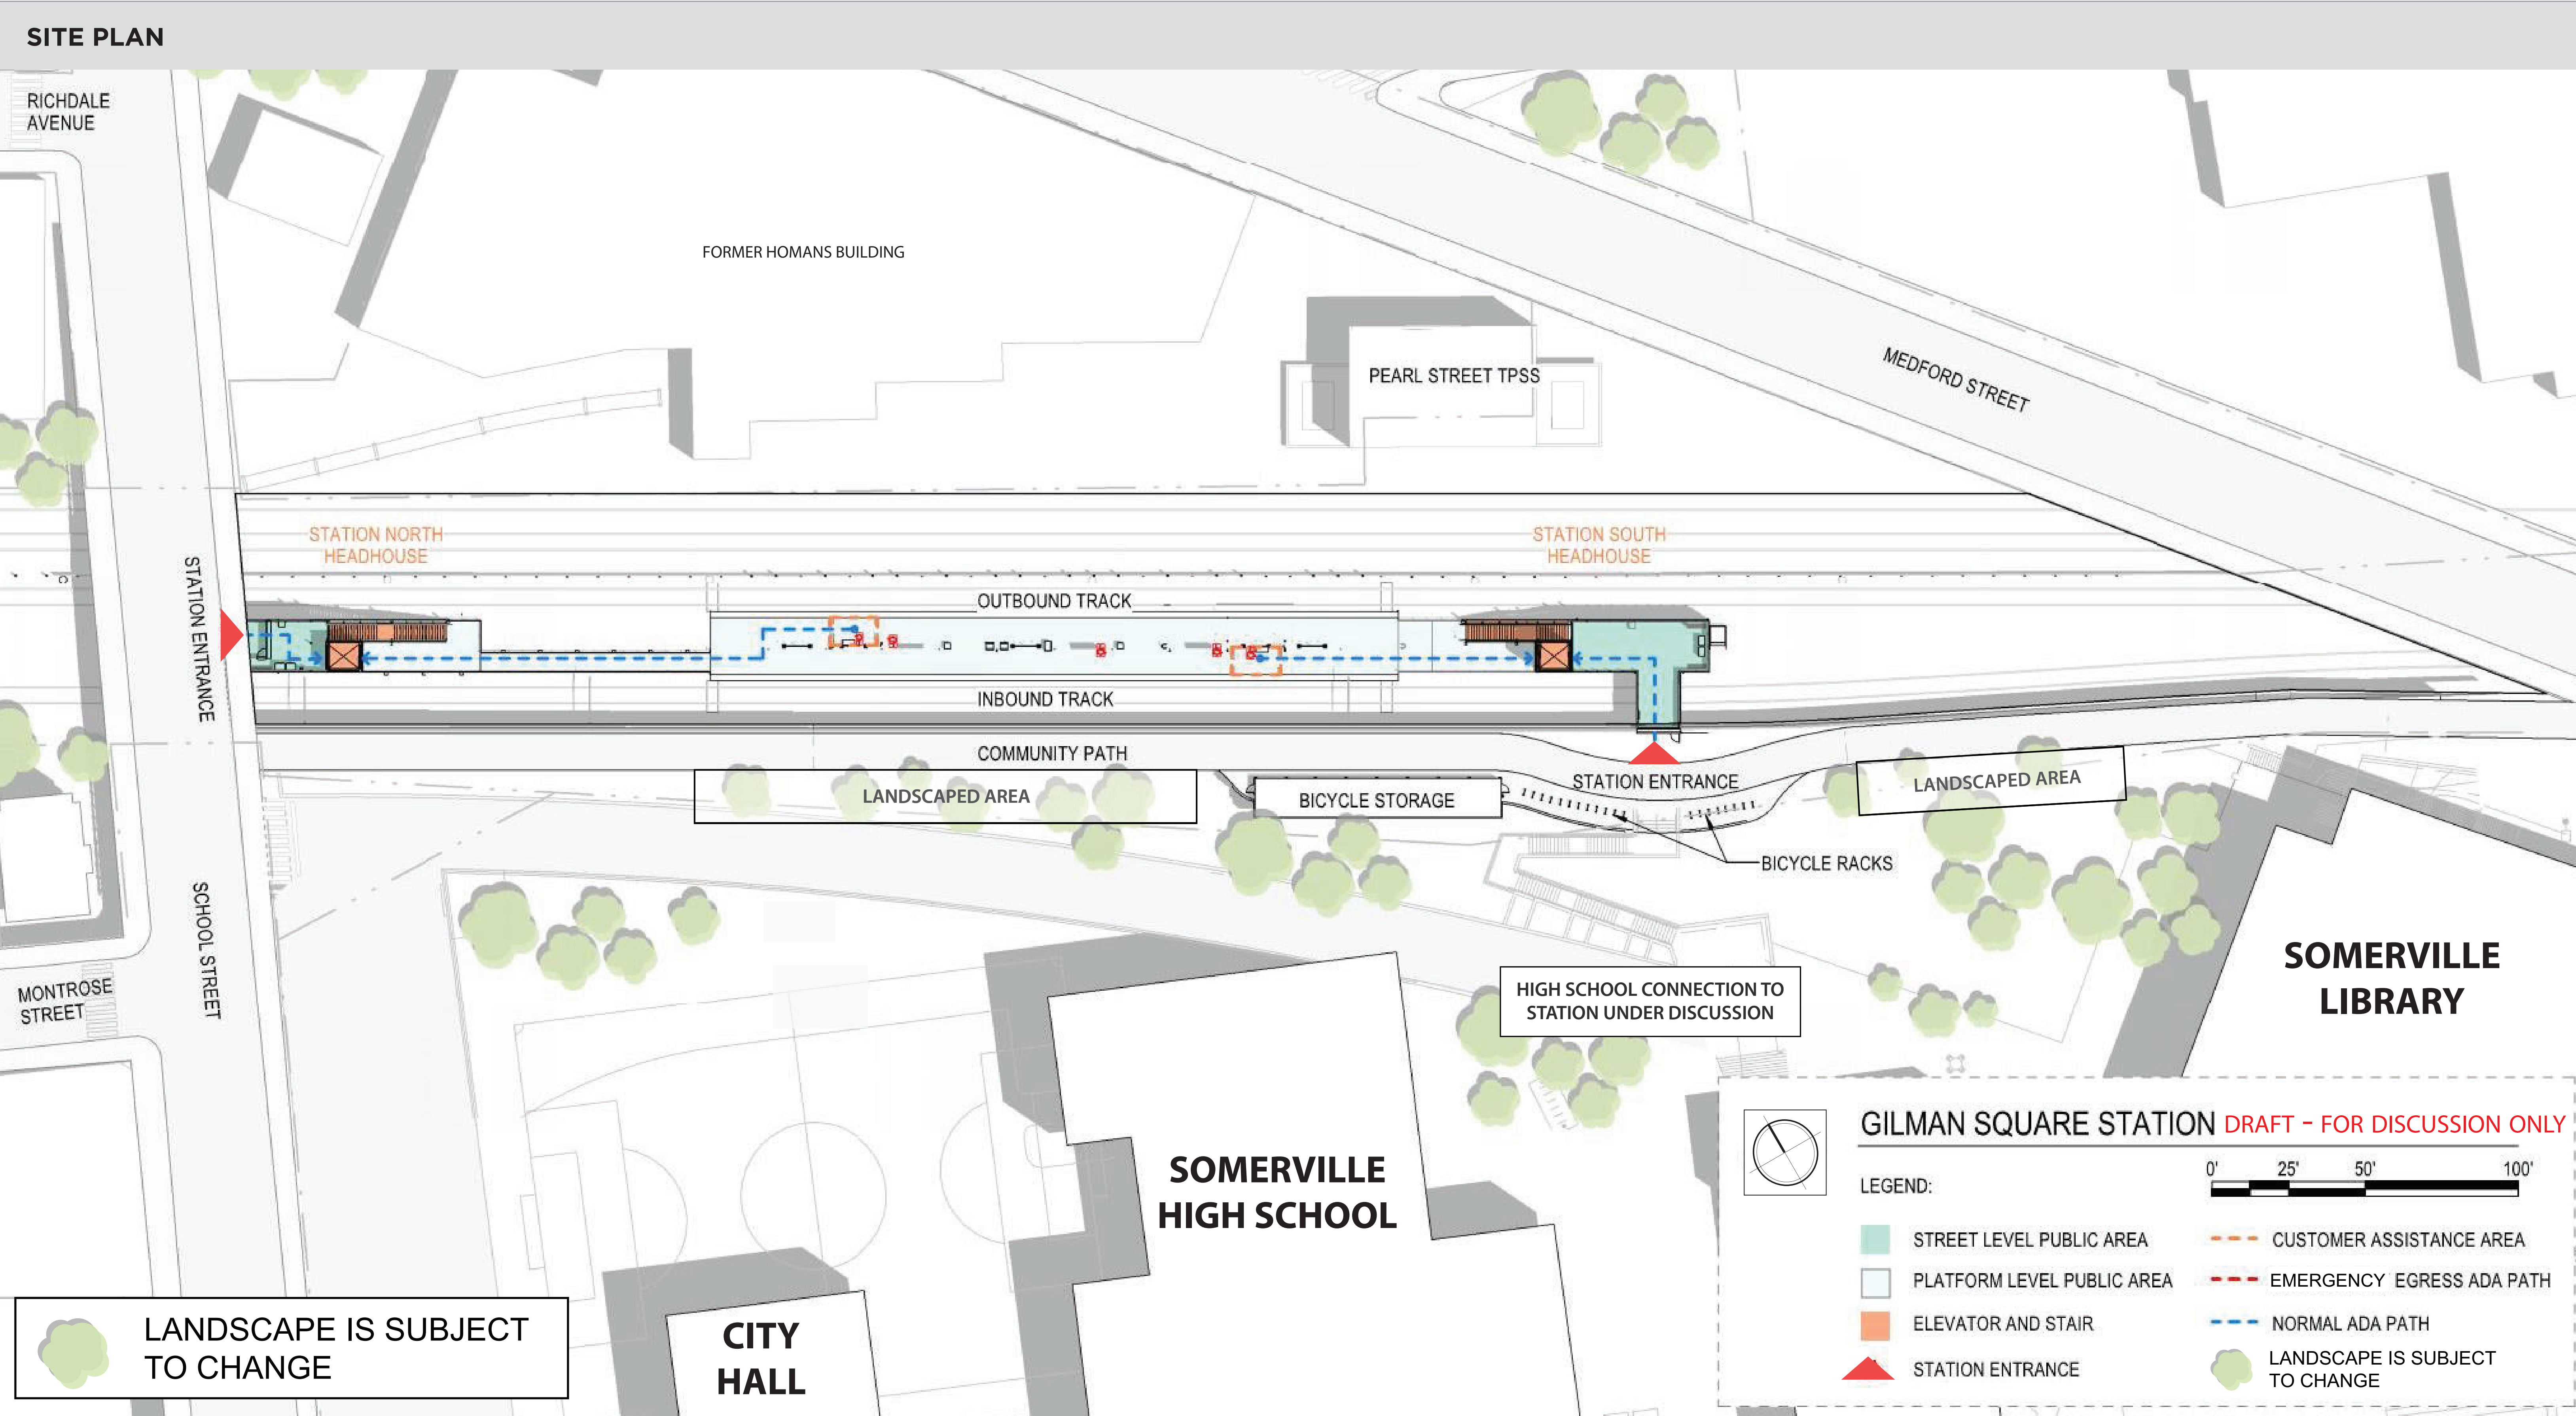 SITE PLAN
RICHDALE
AVENUE
FORMER HOMANS BUILDING
PEARL STREET TPSS
MEDFORD STREET
STATION NORTH
HEADHOUSE
STATION SOUTH
HEADHOUSE
STATION ENTRANCE
OUTBOUND TRACK
INBOUND TRACK
COMMUNITY PATH
STATION ENTRANCE
LANDSCAPED AREA
BICYCLE STORAGE
LANDSCAPED AREA
BICYCLE RACKS
SCHOOL STREET
MONTROSE
STREET
HIGH SCHOOL CONNECTION TO
STATION UNDER DISCUSSION
SOMERVILLE
LIBRARY
SOMERVILLE
HIGH SCHOOL
CITY
HALL
LANDSCAPE IS SUBJECT
TO CHANGE
GILMAN SQUARE STATION DRAFT - FOR DISCUSSION ONLY
LEGEND:
0' 25' 50' 100'
STREET LEVEL PUBLIC AREA
PLATFORM LEVEL PUBLIC AREA
ELEVATOR AND STAIR
STATION ENTRANCE
CUSTOMER ASSISTANCE AREA
EMERGENCY EGRESS ADA PATH
NORMAL ADA PATH
LANDSCAPE IS SUBJECT
TO CHANGE